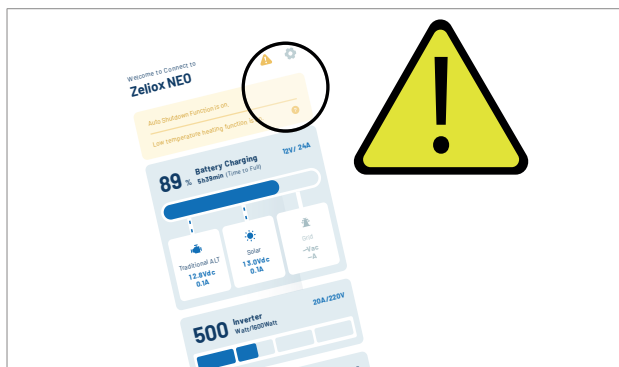 Welcome to Connect to
Zeliox NEO
Auto Shutdown Function is on.
Low temperature heating function is
?
89 % Battery Charging 12V/ 24A
5h39min (Time to Full)
Traditional ALT
12.8Vdc
0.1A
Solar
13.0Vdc
0.1A
Grid
--Vac
--A
500 Inverter 20A/220V
Watt/1600Watt
!